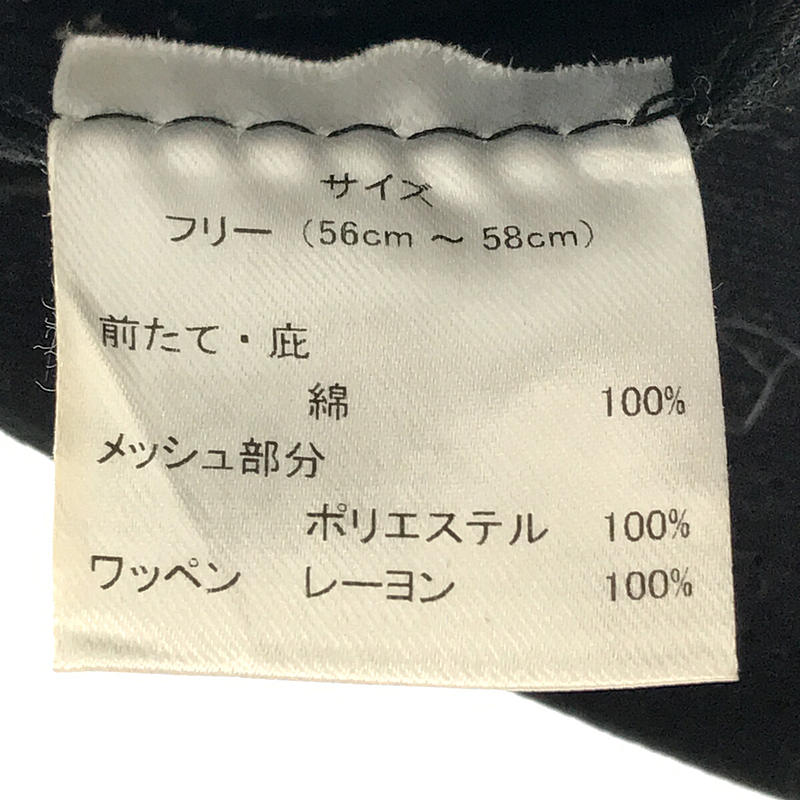 サイズ
フリー（56cm ～ 58cm）
前たて・庇
綿 100%
メッシュ部分
ポリエステル 100%
ワッペン レーヨン 100%